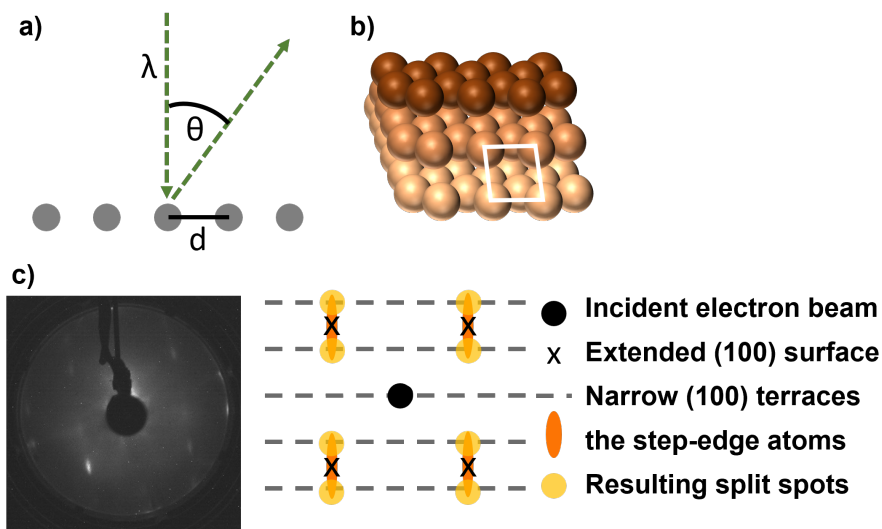 a)
λ
θ
d
b)
c)
x x
x x
Incident electron beam
x Extended (100) surface
Narrow (100) terraces
the step-edge atoms
Resulting split spots